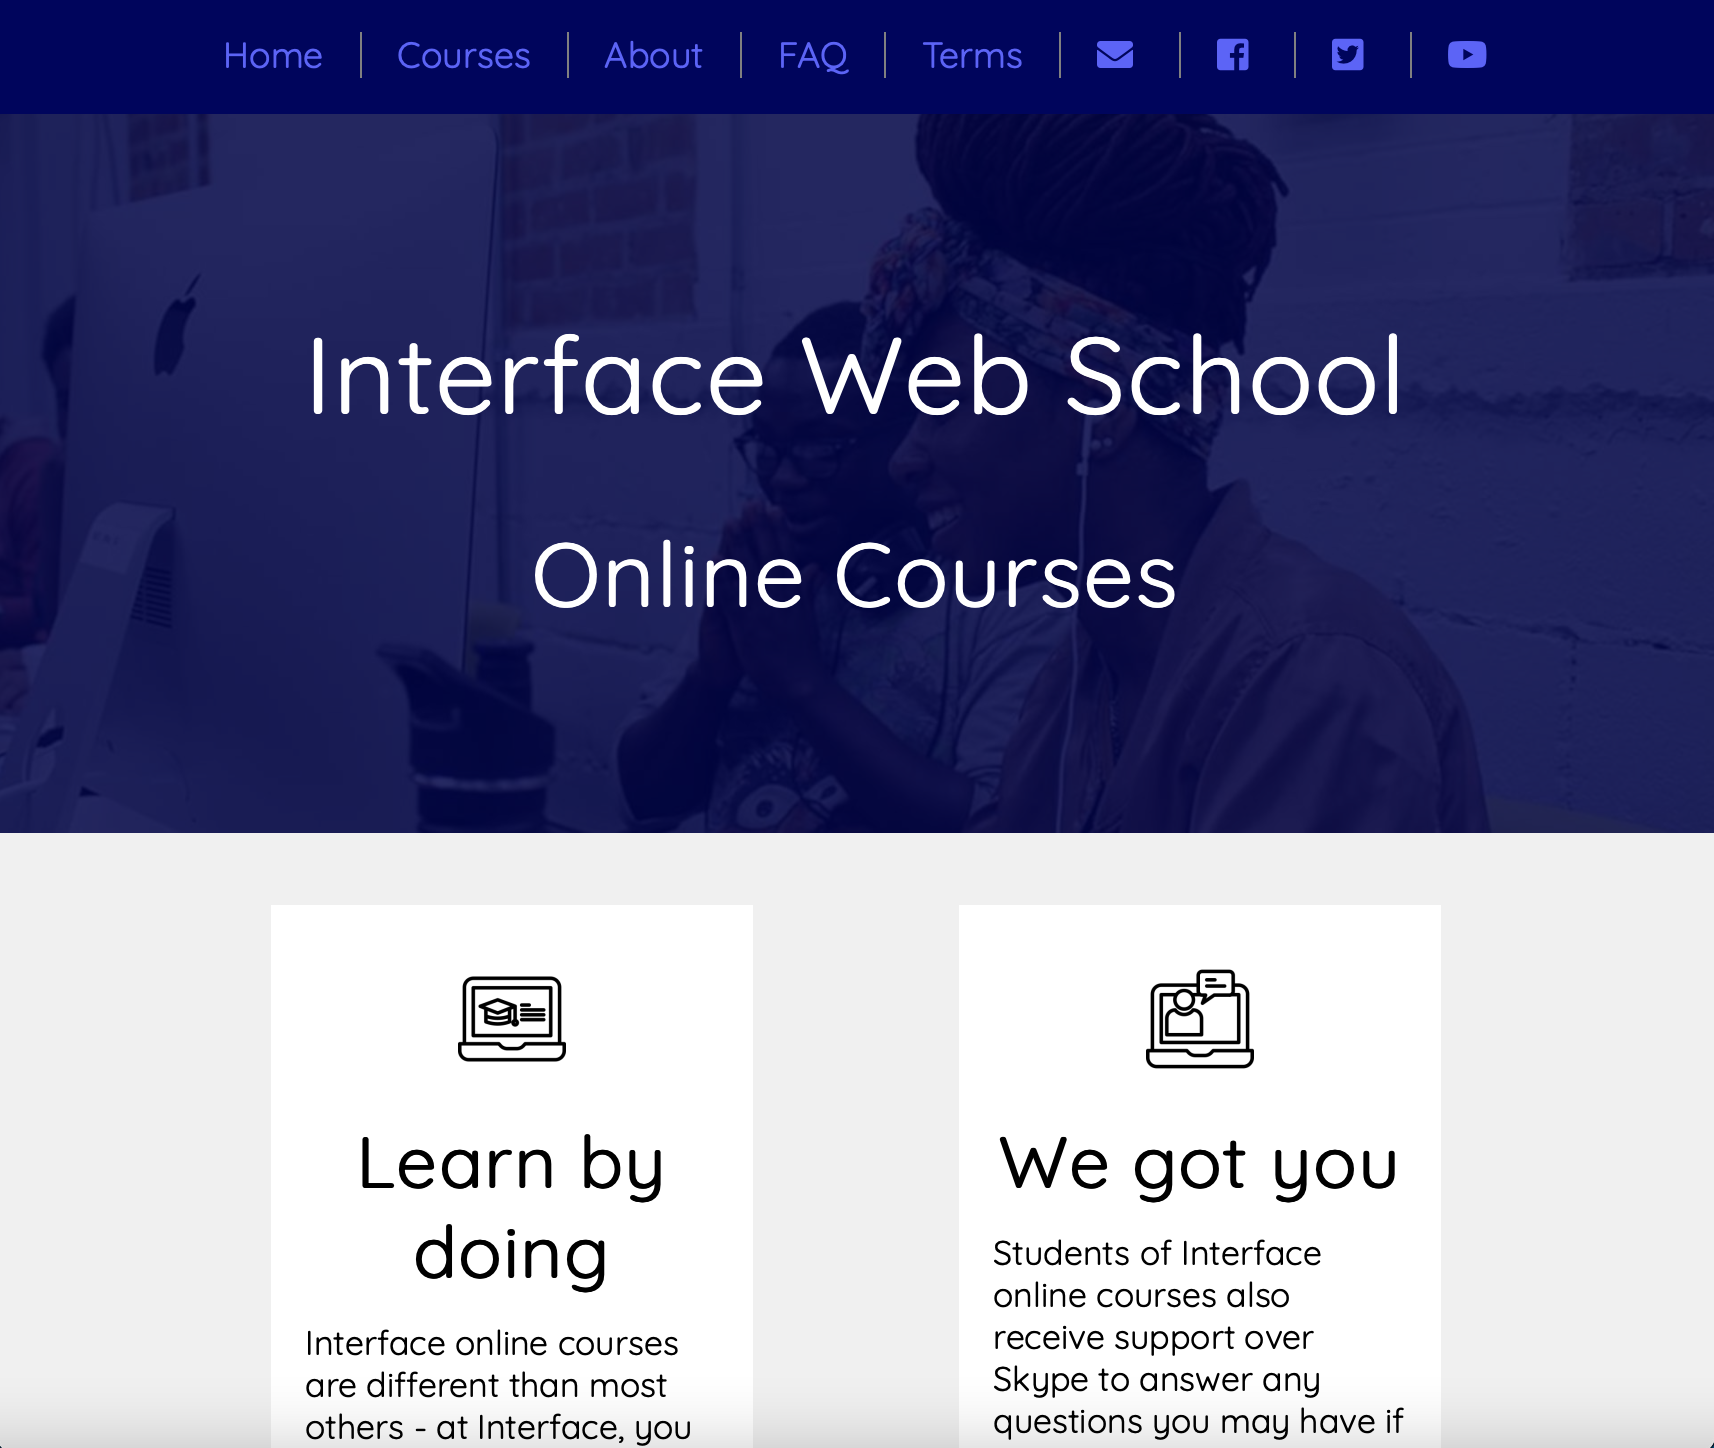 Home Courses About FAQ Terms
Interface Web School
Online Courses
Learn by
doing
Interface online courses
are different than most
others - at Interface, you
We got you
Students of Interface
online courses also
receive support over
Skype to answer any
questions you may have if